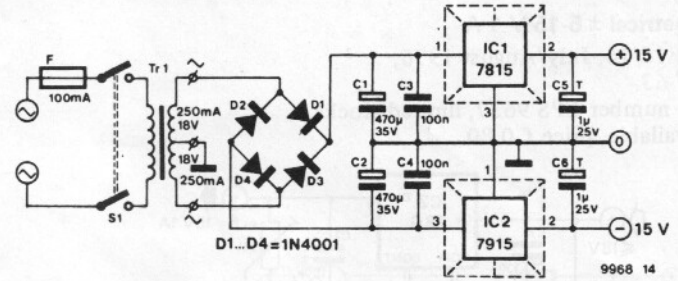 F
100mA
S1
Tr 1
~
250mA
18V
18V
250mA
~
D2
D1
D4
D3
D1...D4=1N4001
C1
470µ
35V
C3
100n
C2
470µ
35V
C4
100n
1
IC1
7815
2
3
1
IC2
7915
3
2
C5
T
1µ
25V
C6
T
1µ
25V
+ 15 V
0
− 15 V
9968 14